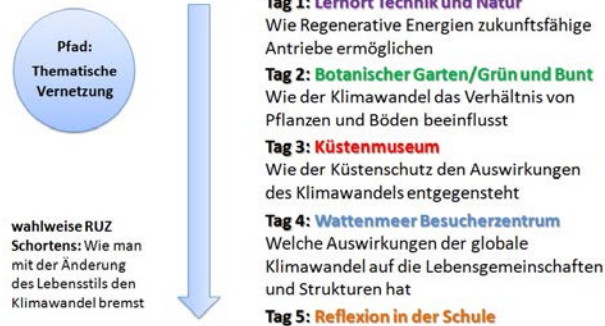 Pfad:
Thematische
Vernetzung
wahlweise RUZ
Schortens: Wie man
mit der Änderung
des Lebensstils den
Klimawandel bremst
Tag 1: Lernort Technik und Natur
Wie Regenerative Energien zukunftsfähige
Antriebe ermöglichen
Tag 2: Botanischer Garten/Grün und Bunt
Wie der Klimawandel das Verhältnis von
Pflanzen und Böden beeinflusst
Tag 3: Küstenmuseum
Wie der Küstenschutz den Auswirkungen
des Klimawandels entgegensteht
Tag 4: Wattenmeer Besucherzentrum
Welche Auswirkungen der globale
Klimawandel auf die Lebensgemeinschaften
und Strukturen hat
Tag 5: Reflexion in der Schule